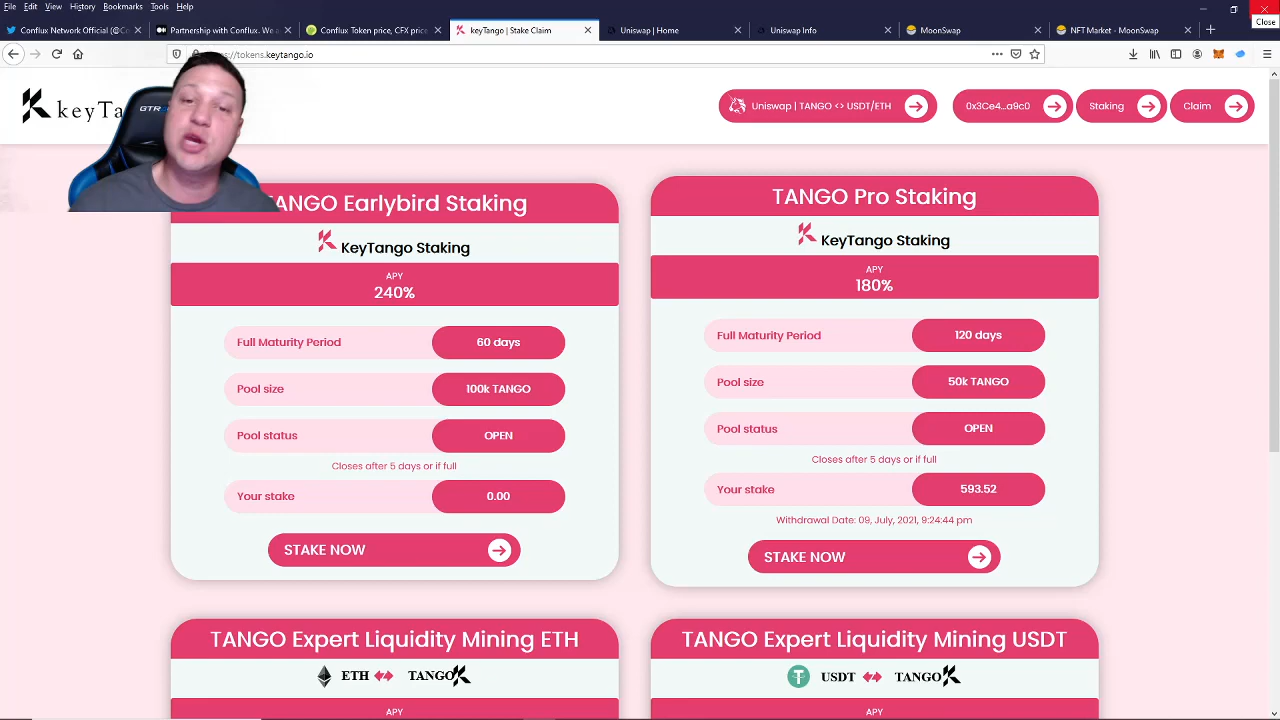 File Edit View History Bookmarks Tools Help
Close
Conflux Network Official (@C
Partnership with Conflux. We a
Conflux Token price, CFX price
keyTango | Stake Claim
Uniswap | Home
Uniswap Info
MoonSwap
NFT Market - MoonSwap
tokens.keytango.io
keyTa
GTR
Uniswap | TANGO <> USDT/ETH
0x3Ce4...a9c0
Staking
Claim
TANGO Earlybird Staking
KeyTango Staking
APY
240%
Full Maturity Period 60 days
Pool size 100k TANGO
Pool status OPEN
Closes after 5 days or if full
Your stake 0.00
STAKE NOW
TANGO Pro Staking
KeyTango Staking
APY
180%
Full Maturity Period 120 days
Pool size 50k TANGO
Pool status OPEN
Closes after 5 days or if full
Your stake 593.52
Withdrawal Date: 09, July, 2021, 9:24:44 pm
STAKE NOW
TANGO Expert Liquidity Mining ETH
ETH TANGO
APY
TANGO Expert Liquidity Mining USDT
USDT TANGO
APY